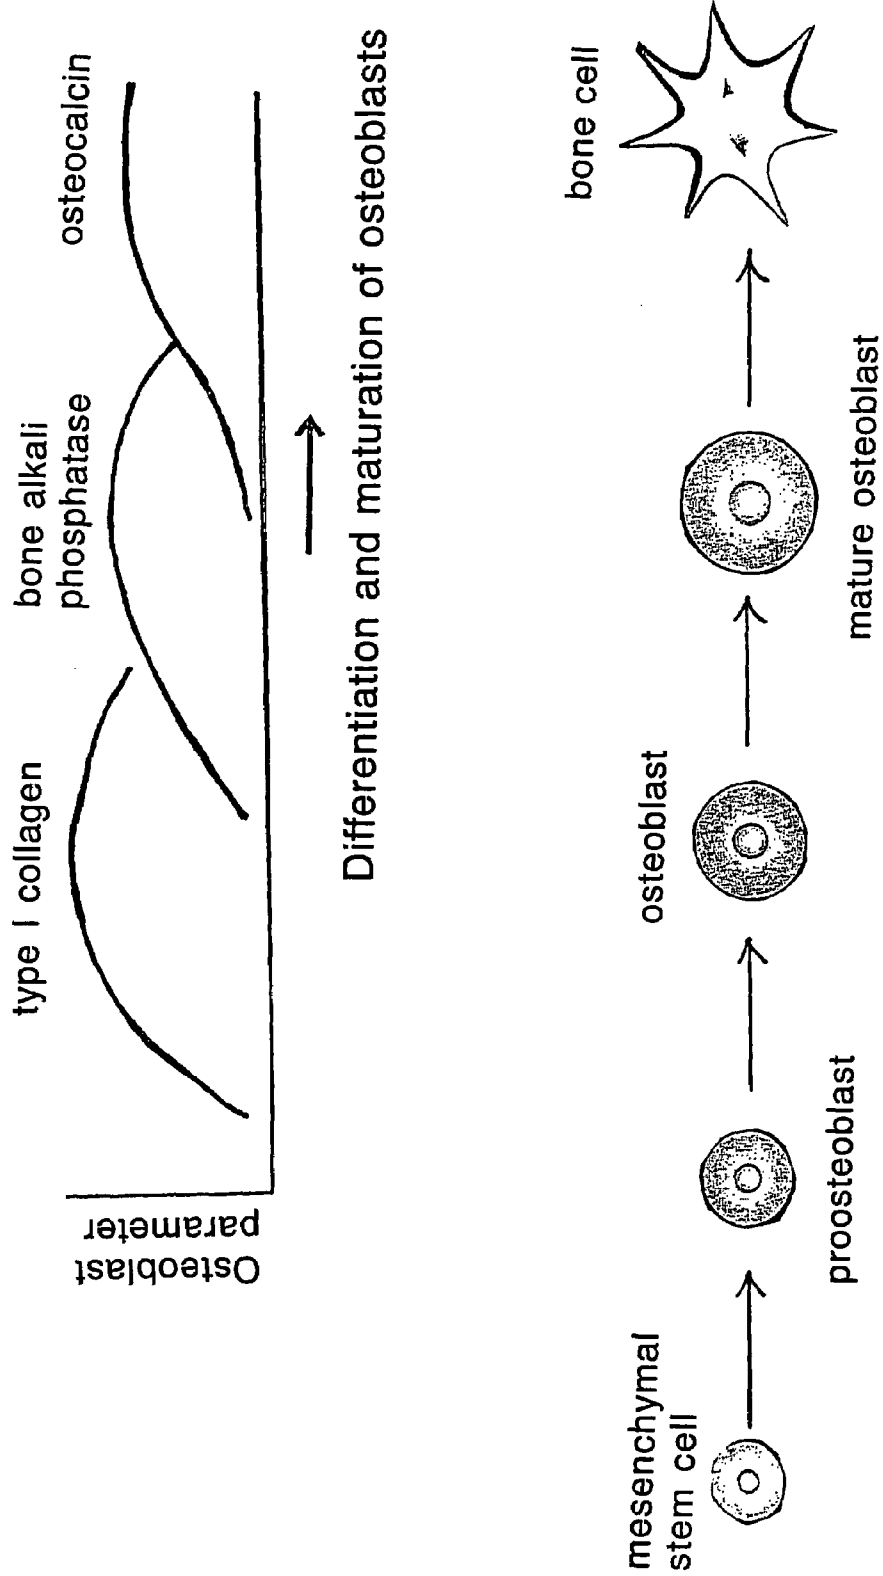 type I collagen
bone alkali
phosphatase
osteocalcin
Osteoblast
parameter
Differentiation and maturation of osteoblasts
mesenchymal
stem cell
proosteoblast
osteoblast
mature osteoblast
bone cell